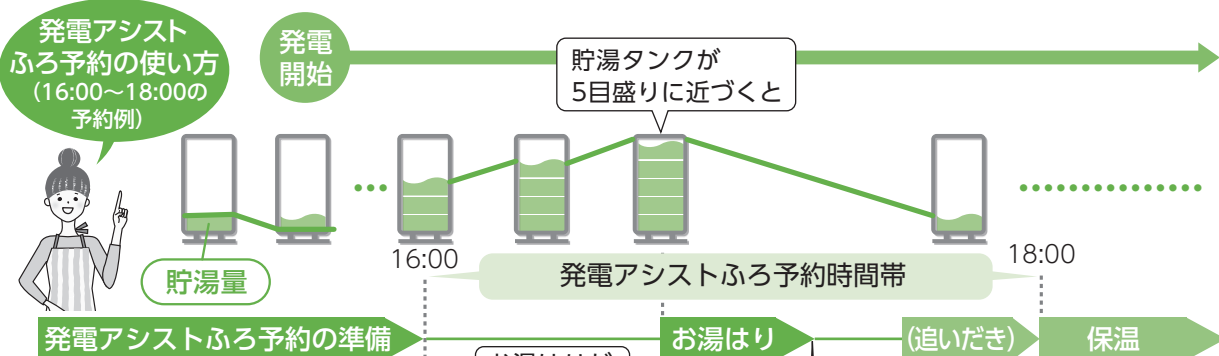 発電アシスト
ふろ予約の使い方
(16:00～18:00の
予約例)
発電
開始
貯湯タンクが
5目盛りに近づくと
貯湯量
16:00
発電アシストふろ予約時間帯
18:00
発電アシストふろ予約の準備
お湯はり
(追いだき)
保温